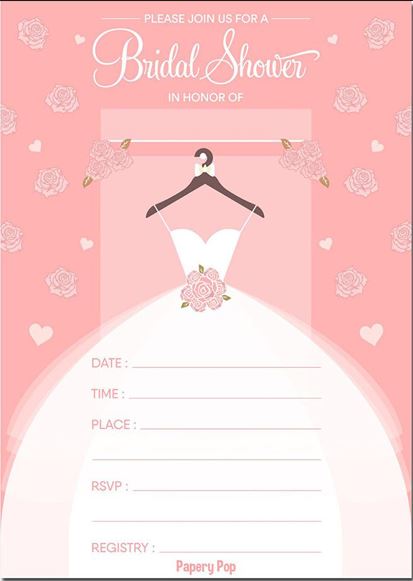 PLEASE JOIN US FOR A
Bridal Shower
IN HONOR OF
DATE :
TIME :
PLACE :
RSVP :
REGISTRY :
Papery Pop